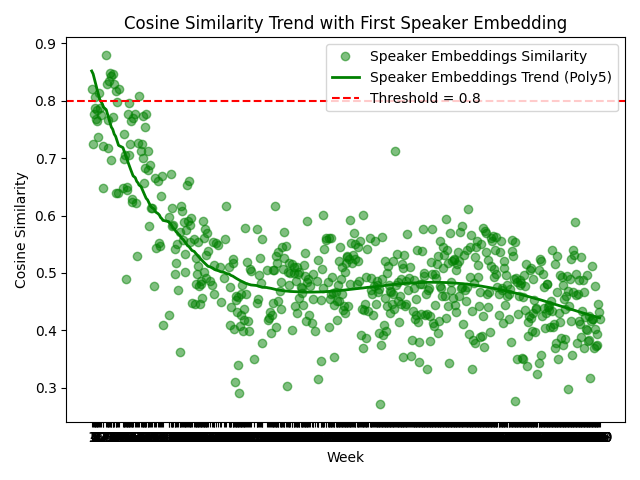 Cosine Similarity Trend with First Speaker Embedding
Speaker Embeddings Similarity
Speaker Embeddings Trend (Poly5)
Threshold = 0.8
Cosine Similarity
0.9
0.8
0.7
0.6
0.5
0.4
0.3
Week